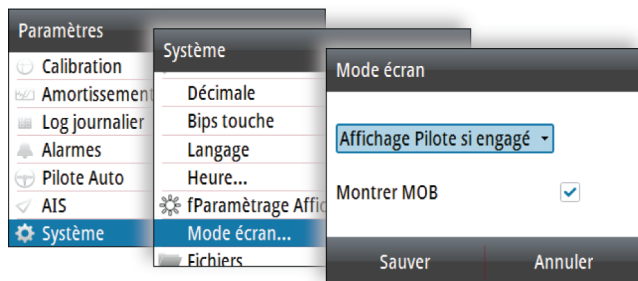 Paramètres
Calibration
Amortissement
Log journalier
Alarmes
Pilote Auto
AIS
Système
Système
Décimale
Bips touche
Langage
Heure...
fParamètrage Affic
Mode écran...
Fichiers
Mode écran
Affichage Pilote si engagé
Montrer MOB
Sauver Annuler